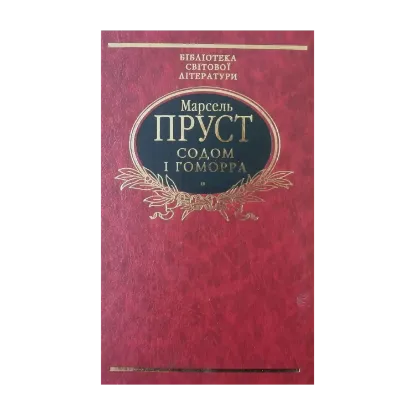 БІБЛІОТЕКА
СВІТОВОЇ
ЛІТЕРАТУРИ
Марсель
ПРУСТ
СОДОМ
І ГОМОРРА